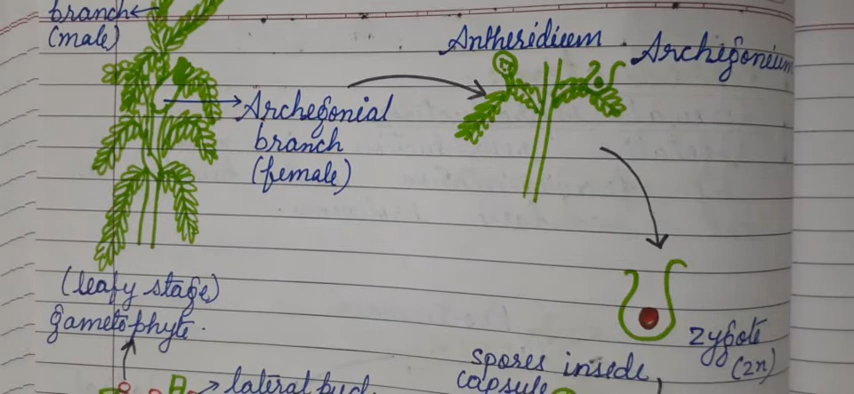 branch
(male)
Antheridium
Archegonium
Archegonial
branch
(female)
(leafy stage)
gametophyte.
zygote
(2n)
spores inside
capsule
lateral bud.